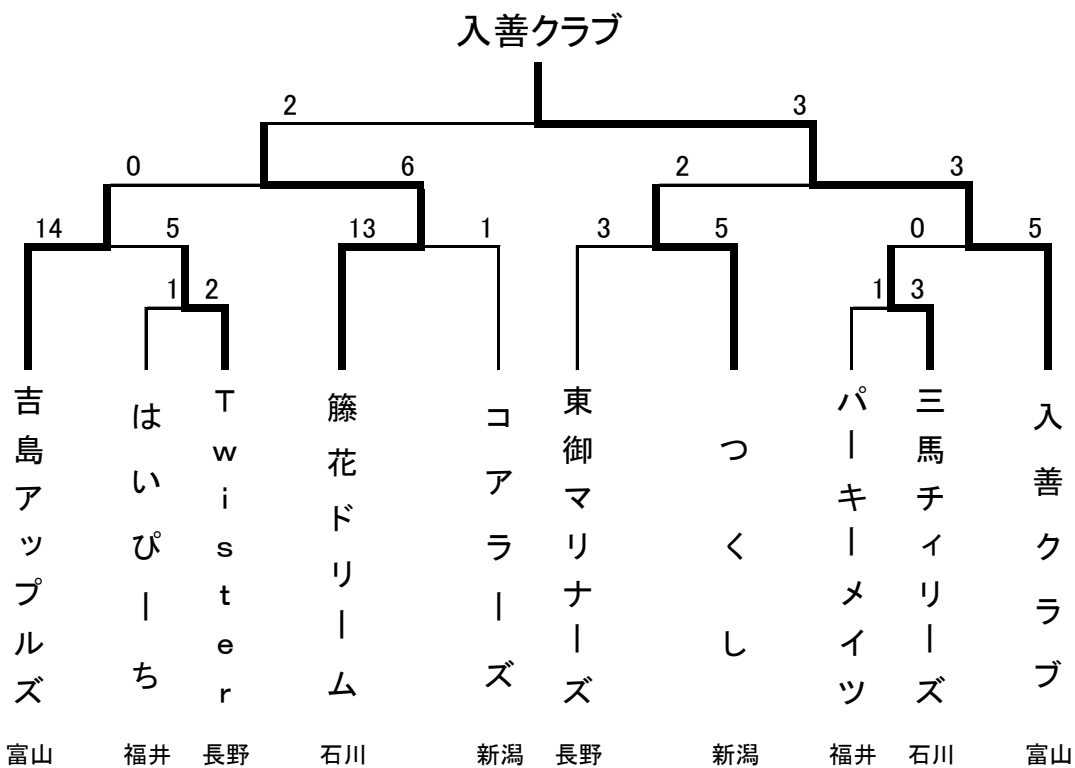 入善クラブ
2 3
0 6 2 3
14 5 13 1 3 5 0 5
1 2 1 3
吉島アップルズ
はいぴーち
Twister
籐花ドリーム
コアラーズ
東御マリナーズ
つくし
パーキーメイツ
三馬チィリーズ
入善クラブ
富山 福井 長野 石川 新潟 長野 新潟 福井 石川 富山